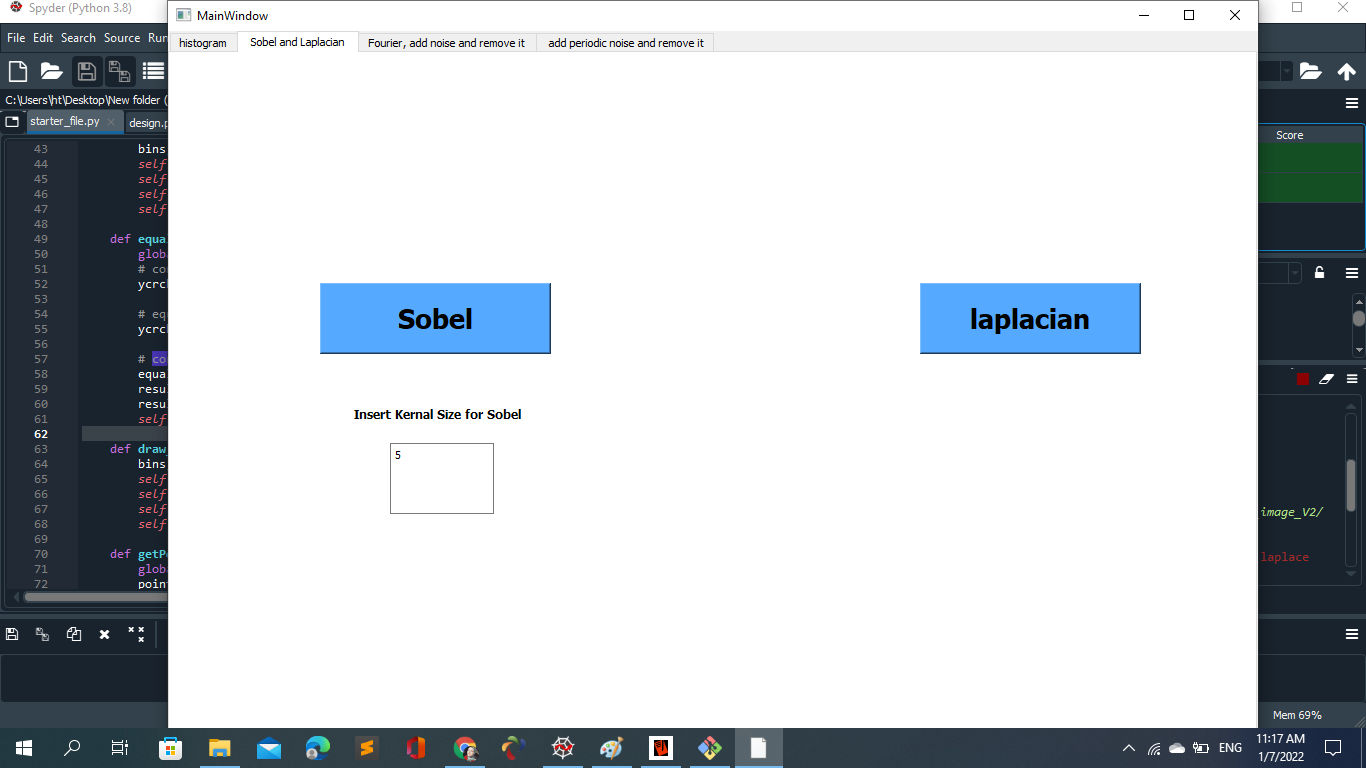 Spyder (Python 3.8)
MainWindow
File Edit Search Source Run
histogram
Sobel and Laplacian
Fourier, add noise and remove it
add periodic noise and remove it
C:\Users\ht\Desktop\New folder (
starter_file.py
design.p
Score
43 bins
44 self
45 self
46 self
47 self
48
49 def equa
50 glob
51 # co
52 ycrc
53
54 # eq
55 ycrc
56
57 # co
58 equa
59 resu
60 resu
61 self
62
63 def draw
64 bins
65 self
66 self
67 self
68 self
69
70 def getP
71 glob
72 poin
Sobel
laplacian
Insert Kernal Size for Sobel
5
image_V2/
laplace
Mem 69%
ENG
11:17 AM
1/7/2022